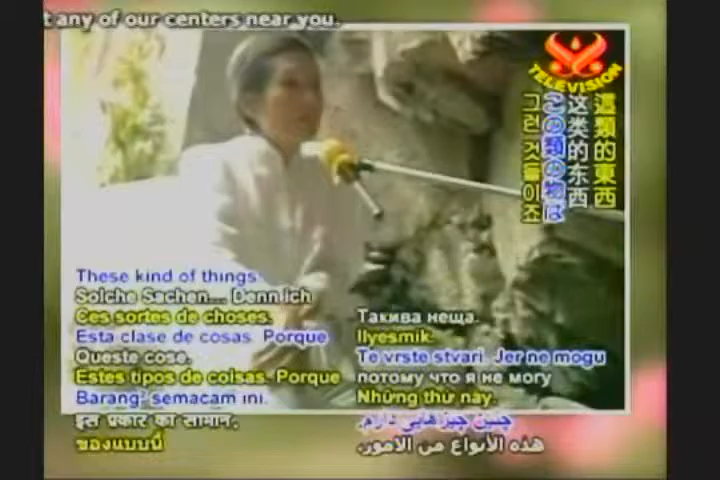 t any of our centers near you.
TELEVISION
這類的東西
这类的东西
この類の物は
그런 것들이죠
These kind of things
Solche Sachen... Denn ich
Ces sortes de choses.
Esta clase de cosas. Porque
Queste cose.
Estes tipos de coisas. Porque
Barang² semacam ini.
इस प्रकार का सामान,
ของแบบนี้
Такива неща.
Ilyesmik.
Te vrste stvari. Jer ne mogu
потому что я не могу
Những thứ này.
چنین چیزهایی دارم.
هذه الأنواع من الأمور.